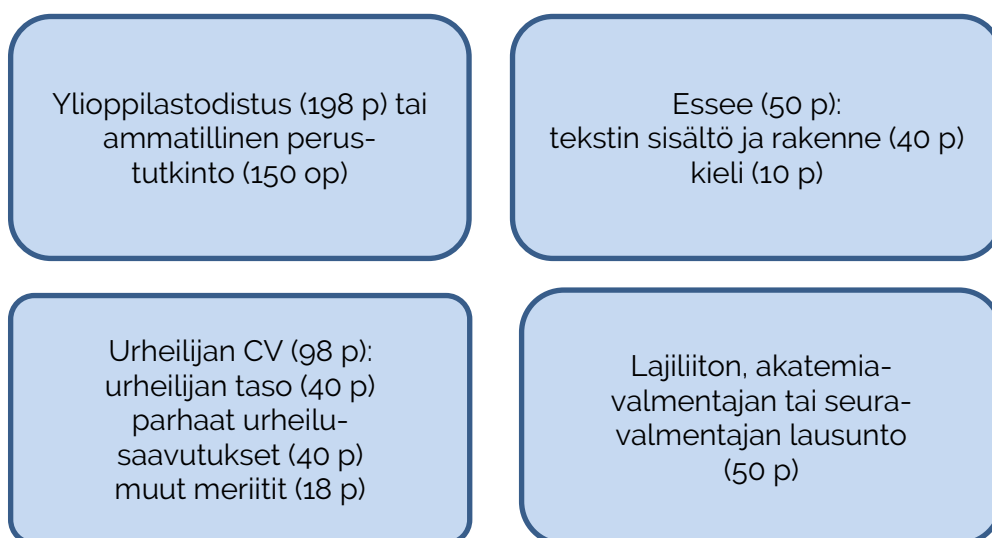 Ylioppilastodistus (198 p) tai
ammatillinen perus-
tutkinto (150 op)
Essee (50 p):
tekstin sisältö ja rakenne (40 p)
kieli (10 p)
Urheilijan CV (98 p):
urheilijan taso (40 p)
parhaat urheilu-
saavutukset (40 p)
muut meriitit (18 p)
Lajiliiton, akatemia-
valmentajan tai seura-
valmentajan lausunto
(50 p)